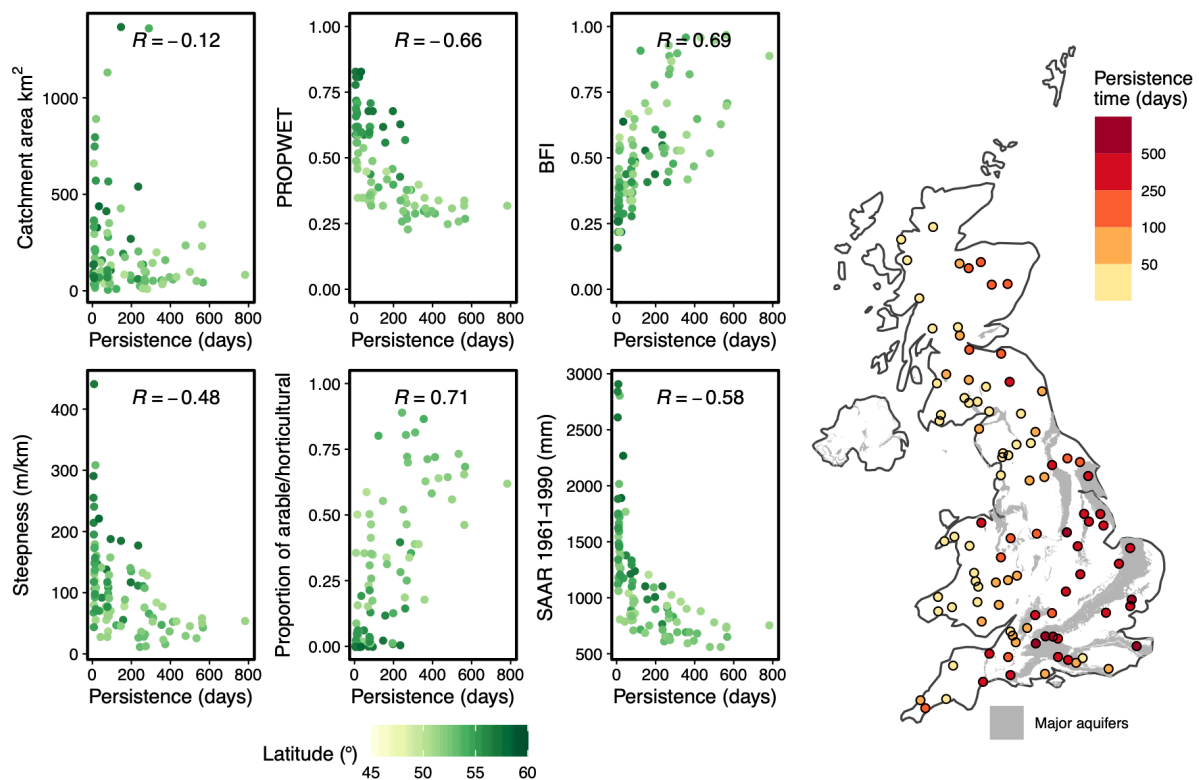 R = −0.12
Catchment area km2
1000
500
0
0 200 400 600 800
Persistence (days)
R = −0.66
PROPWET
1.00
0.75
0.50
0.25
0.00
0 200 400 600 800
Persistence (days)
R = 0.69
BFI
1.00
0.75
0.50
0.25
0.00
0 200 400 600 800
Persistence (days)
R = −0.48
Steepness (m/km)
400
300
200
100
0
0 200 400 600 800
Persistence (days)
R = 0.71
Proportion of arable/horticultural
1.00
0.75
0.50
0.25
0.00
0 200 400 600 800
Persistence (days)
R = −0.58
SAAR 1961–1990 (mm)
3000
2500
2000
1500
1000
500
0 200 400 600 800
Persistence (days)
Latitude (°)
45 50 55 60
Persistence
time (days)
500
250
100
50
Major aquifers